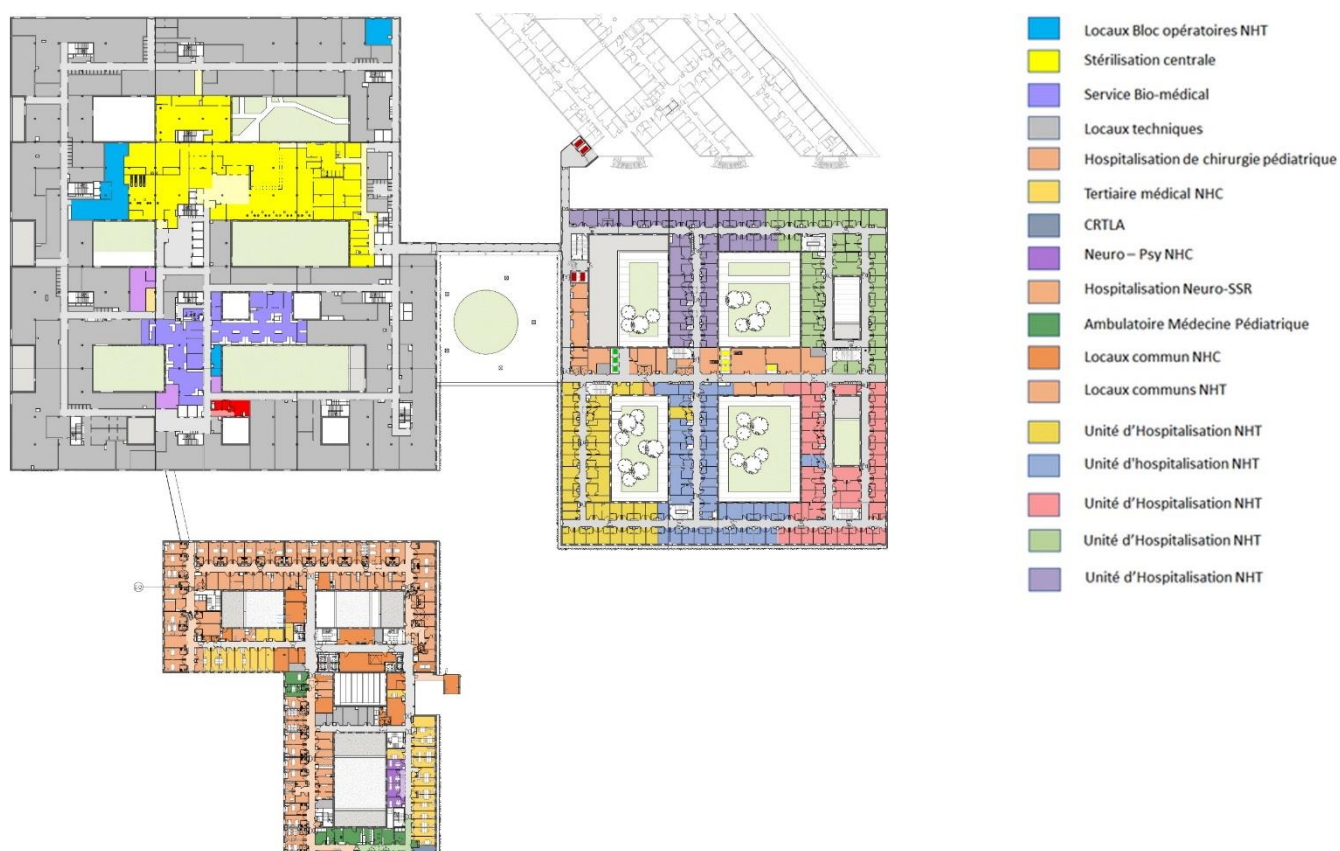 Locaux Bloc opératoires NHT
Stérilisation centrale
Service Bio-médical
Locaux techniques
Hospitalisation de chirurgie pédiatrique
Tertiaire médical NHC
CRTLA
Neuro – Psy NHC
Hospitalisation Neuro-SSR
Ambulatoire Médecine Pédiatrique
Locaux commun NHC
Locaux communs NHT
Unité d'Hospitalisation NHT
Unité d'hospitalisation NHT
Unité d'Hospitalisation NHT
Unité d'Hospitalisation NHT
Unité d'Hospitalisation NHT